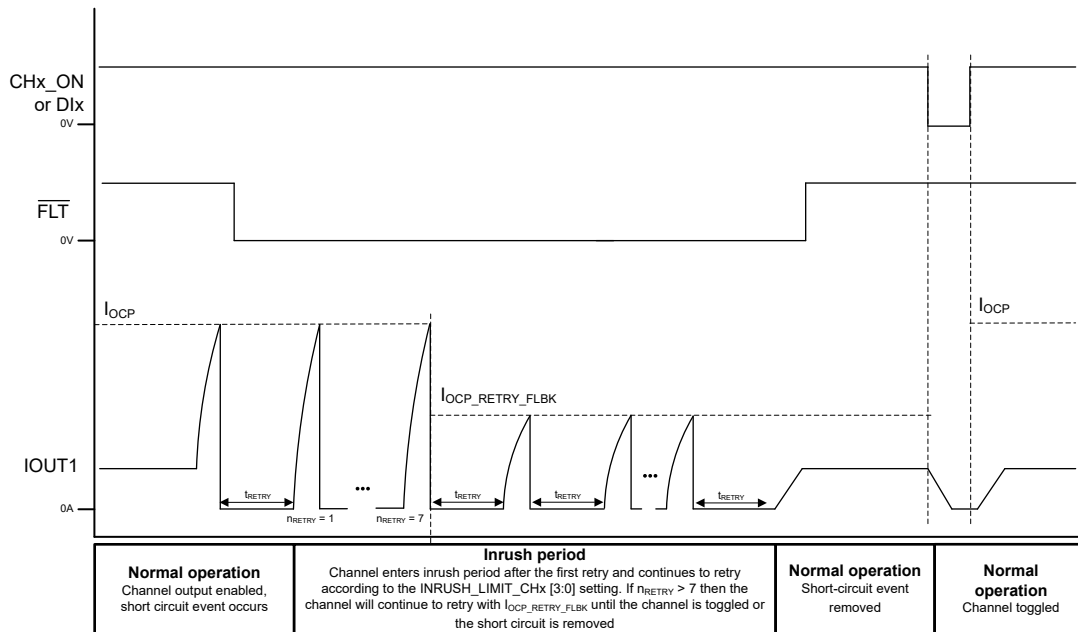 CHx_ON
or DIx
0V
FLT
0V
IOCP
IOCP
IOCP_RETRY_FLBK
IOUT1
0A
tRETRY
nRETRY = 1
...
nRETRY = 7
tRETRY
tRETRY
...
tRETRY
Normal operation
Channel output enabled,
short circuit event occurs
Inrush period
Channel enters inrush period after the first retry and continues to retry
according to the INRUSH_LIMIT_CHx [3:0] setting. If nRETRY > 7 then the
channel will continue to retry with IOCP_RETRY_FLBK until the channel is toggled or
the short circuit is removed
Normal operation
Short-circuit event
removed
Normal
operation
Channel toggled